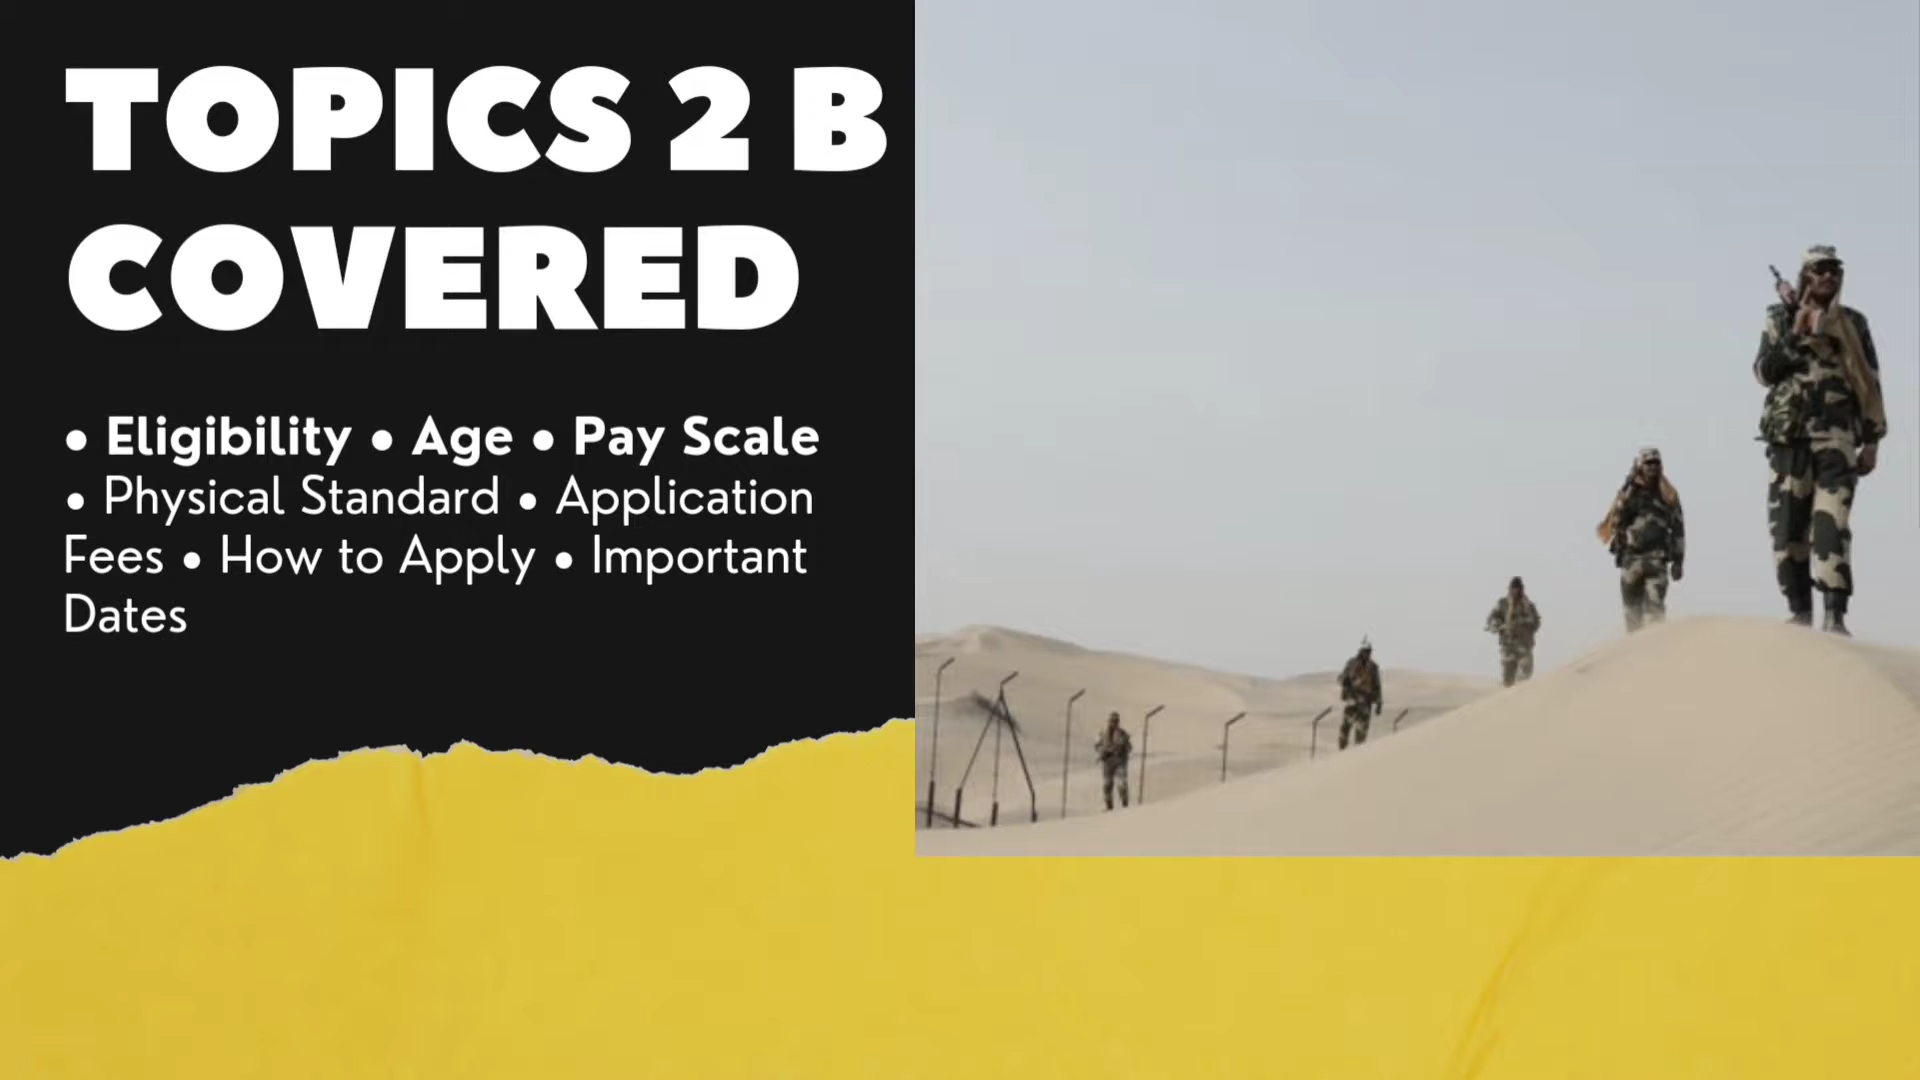 TOPICS 2 B
COVERED
• Eligibility • Age • Pay Scale
• Physical Standard • Application
Fees • How to Apply • Important
Dates